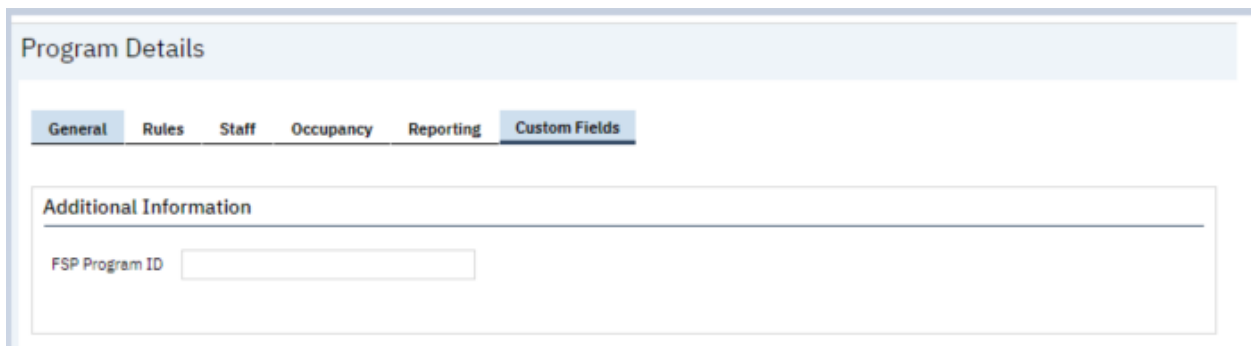 Program Details
General Rules Staff Occupancy Reporting Custom Fields
Additional Information
FSP Program ID